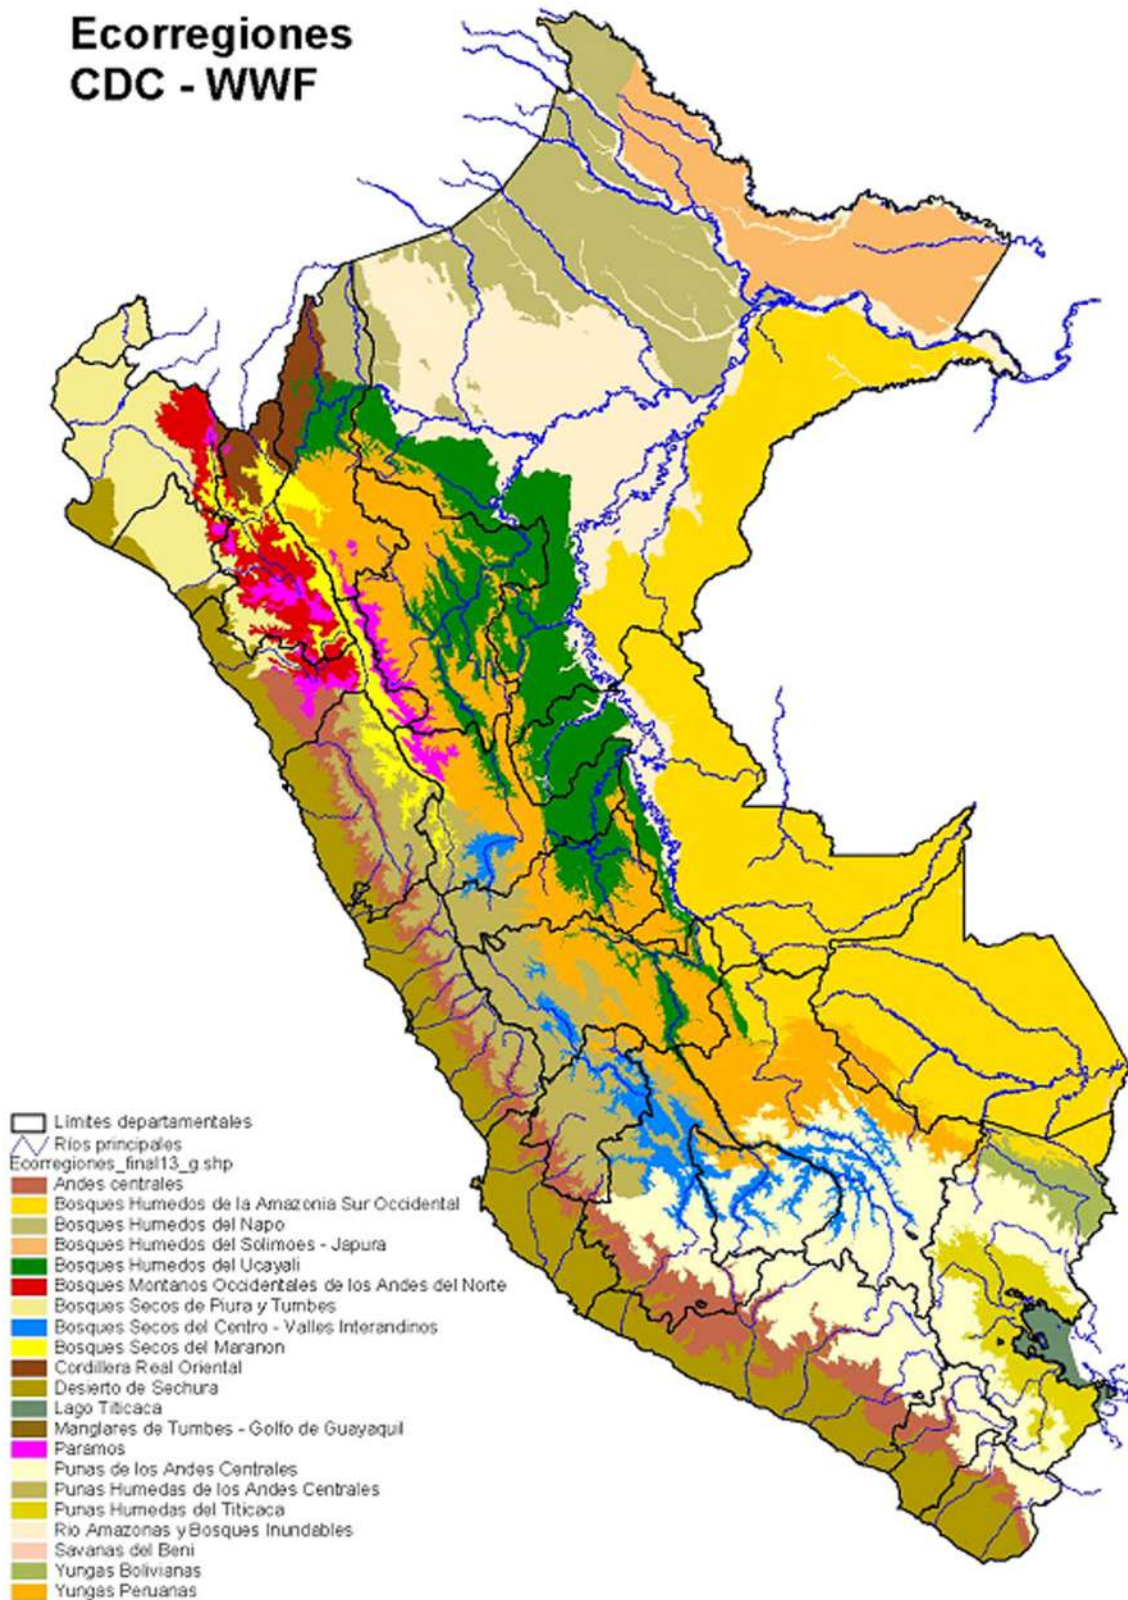 Ecorregiones
CDC - WWF
Limites departamentales
Ríos principales
Ecorregiones_final13_g.shp
Andes centrales
Bosques Humedos de la Amazonia Sur Occidental
Bosques Humedos del Napo
Bosques Humedos del Solimoes - Japura
Bosques Humedos del Ucayali
Bosques Montanos Occidentales de los Andes del Norte
Bosques Secos de Piura y Tumbes
Bosques Secos del Centro - Valles Interandinos
Bosques Secos del Maranon
Cordillera Real Oriental
Desierto de Sechura
Lago Titicaca
Manglares de Tumbes - Golfo de Guayaquil
Paramos
Punas de los Andes Centrales
Punas Humedas de los Andes Centrales
Punas Humedas del Titicaca
Rio Amazonas y Bosques Inundables
Savanas del Beni
Yungas Bolivianas
Yungas Peruanas